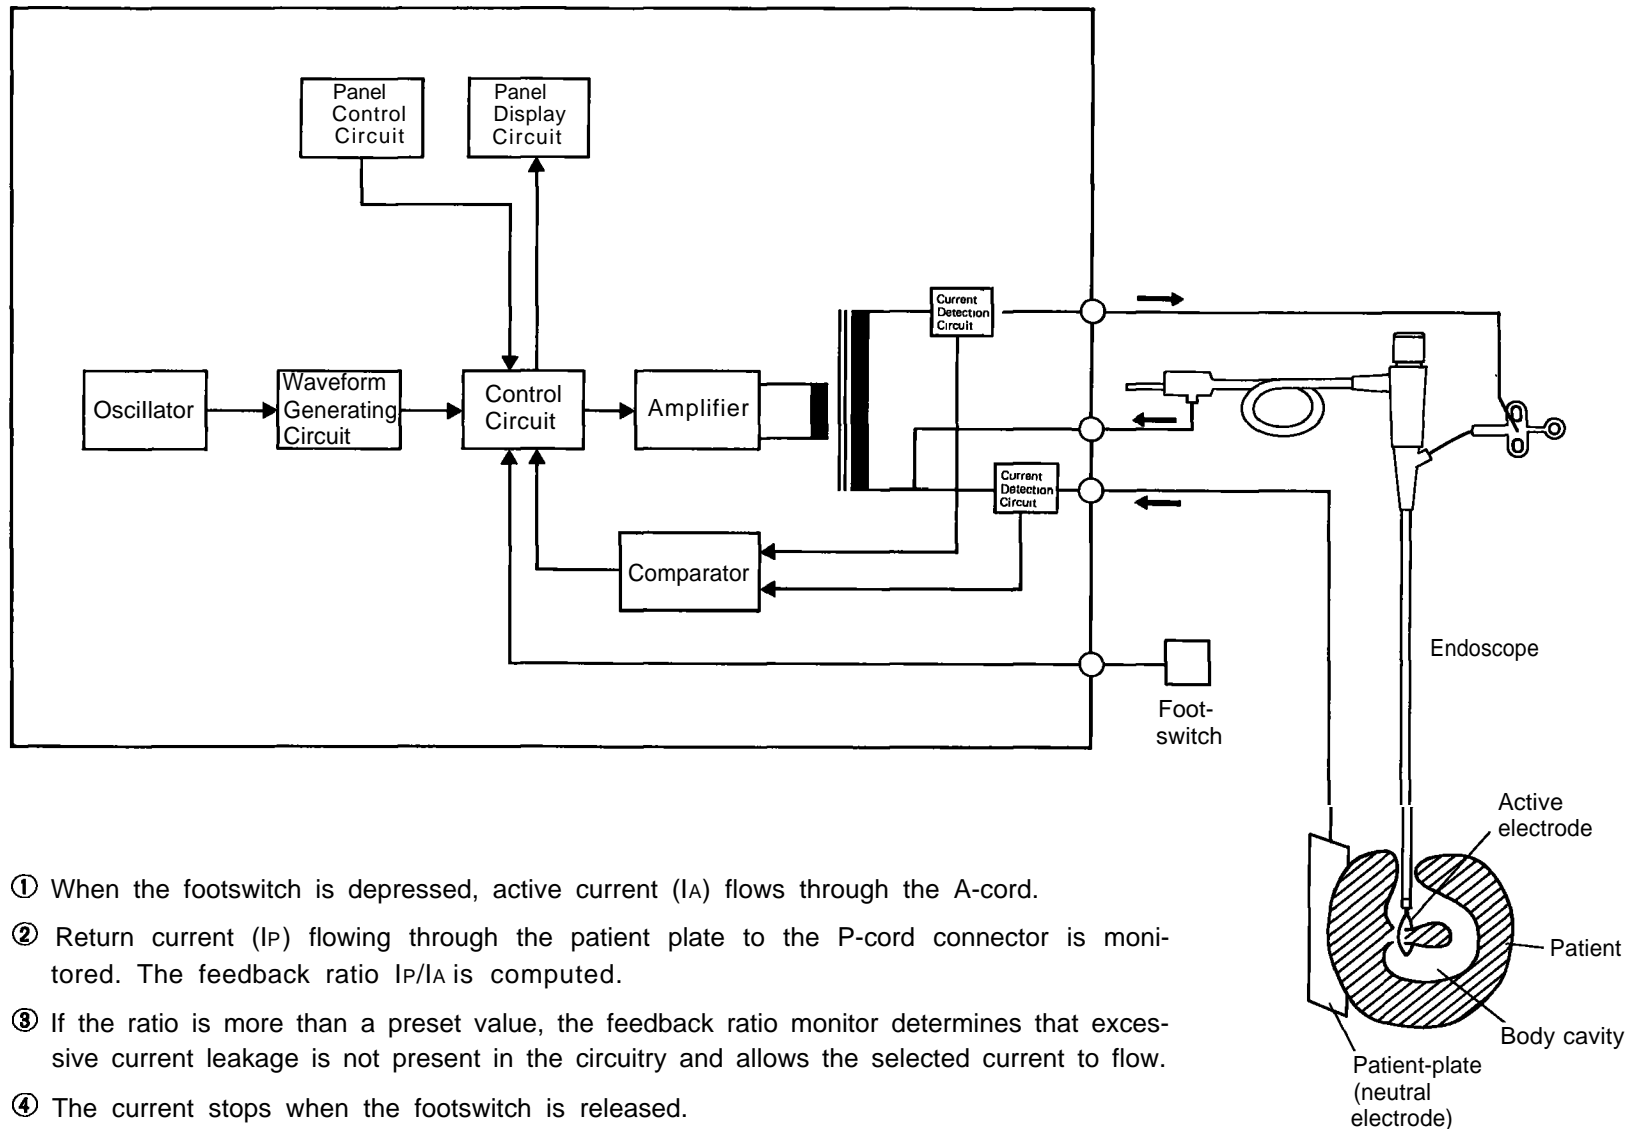 Panel
Control
Circuit
Panel
Display
Circuit
Current
Detection
Circuit
Oscillator
Waveform
Generating
Circuit
Control
Circuit
Amplifier
Current
Detection
Circuit
Comparator
Foot-
switch
Endoscope
Active
electrode
Patient
Body cavity
Patient-plate
(neutral
electrode)
① When the footswitch is depressed, active current (IA) flows through the A-cord.
② Return current (IP) flowing through the patient plate to the P-cord connector is moni-
tored. The feedback ratio IP/IA is computed.
③ If the ratio is more than a preset value, the feedback ratio monitor determines that exces-
sive current leakage is not present in the circuitry and allows the selected current to flow.
④ The current stops when the footswitch is released.